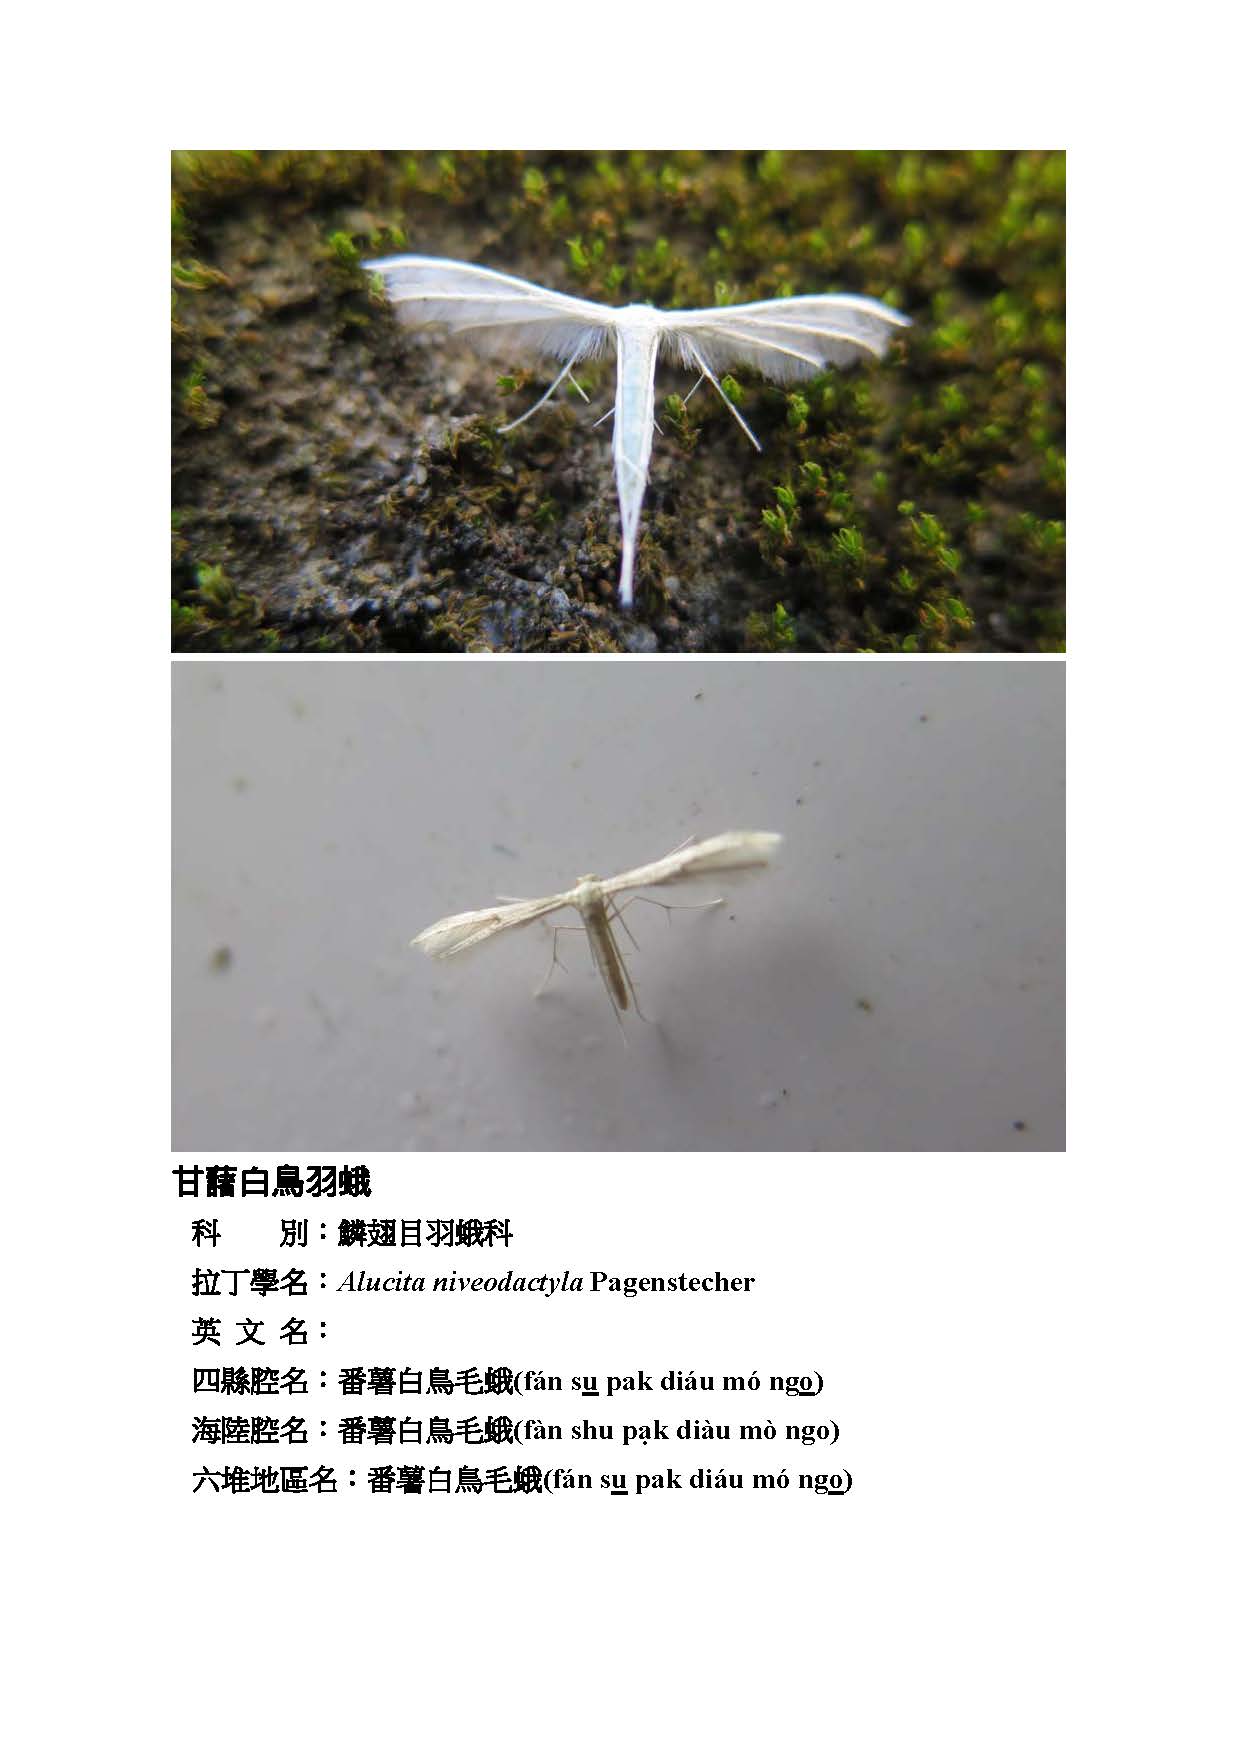 甘藷白鳥羽蛾
科　　別：鱗翅目羽蛾科
拉丁學名：Alucita niveodactyla Pagenstecher
英 文 名：
四縣腔名：番薯白鳥毛蛾(fán su pak diáu mó ngo)
海陸腔名：番薯白鳥毛蛾(fàn shu pa̤k diàu mò ngo)
六堆地區名：番薯白鳥毛蛾(fán su pak diáu mó ngo)